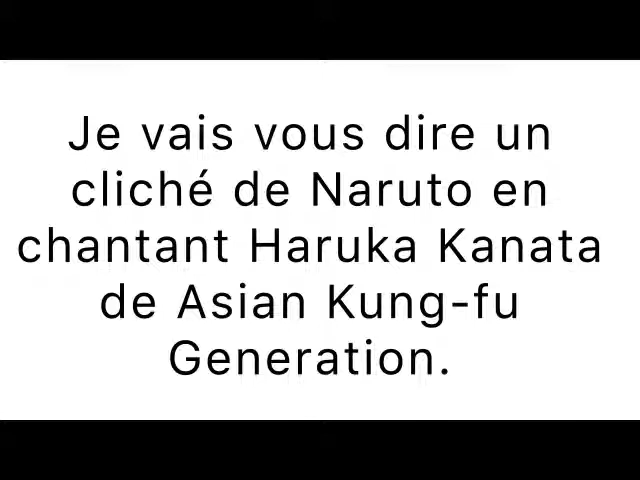 Je vais vous dire un
cliché de Naruto en
chantant Haruka Kanata
de Asian Kung-fu
Generation.